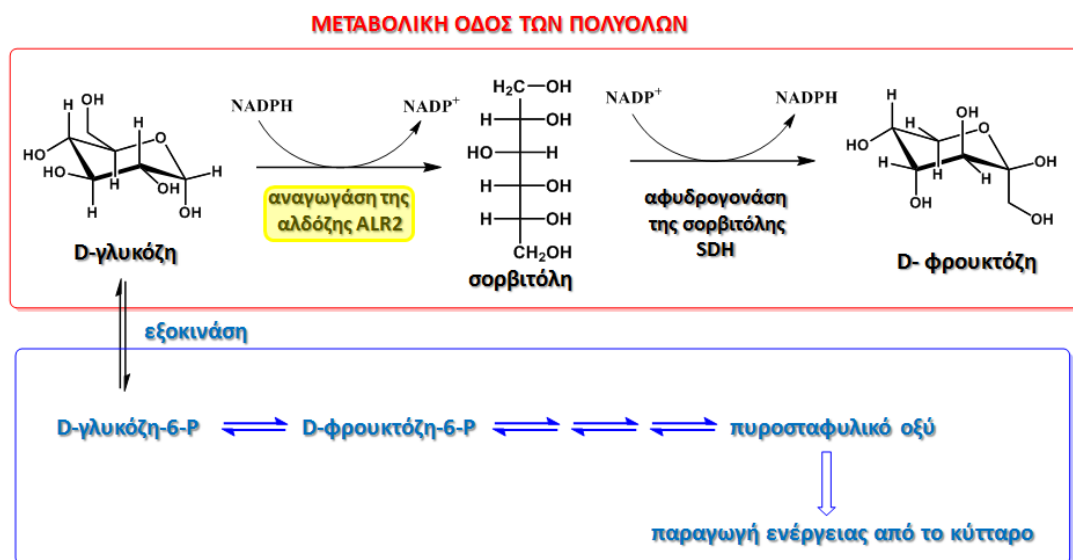 ΜΕΤΑΒΟΛΙΚΗ ΟΔΟΣ ΤΩΝ ΠΟΛΥΟΛΩΝ
H
OH
H
O
HO
HO
H
H
OH
OH
H
D-γλυκόζη
NADPH
NADP+
αναγωγάση της
αλδόζης ALR2
H2C—OH
H
OH
HO
H
H
OH
H
OH
CH2OH
σορβιτόλη
NADP+
NADPH
αφυδρογονάση
της σορβιτόλης
SDH
H
H
OH
O
HO
H
H
OH
OH
OH
D- φρουκτόζη
εξοκινάση
D-γλυκόζη-6-P
D-φρουκτόζη-6-P
πυροσταφυλικό οξύ
παραγωγή ενέργειας από το κύτταρο